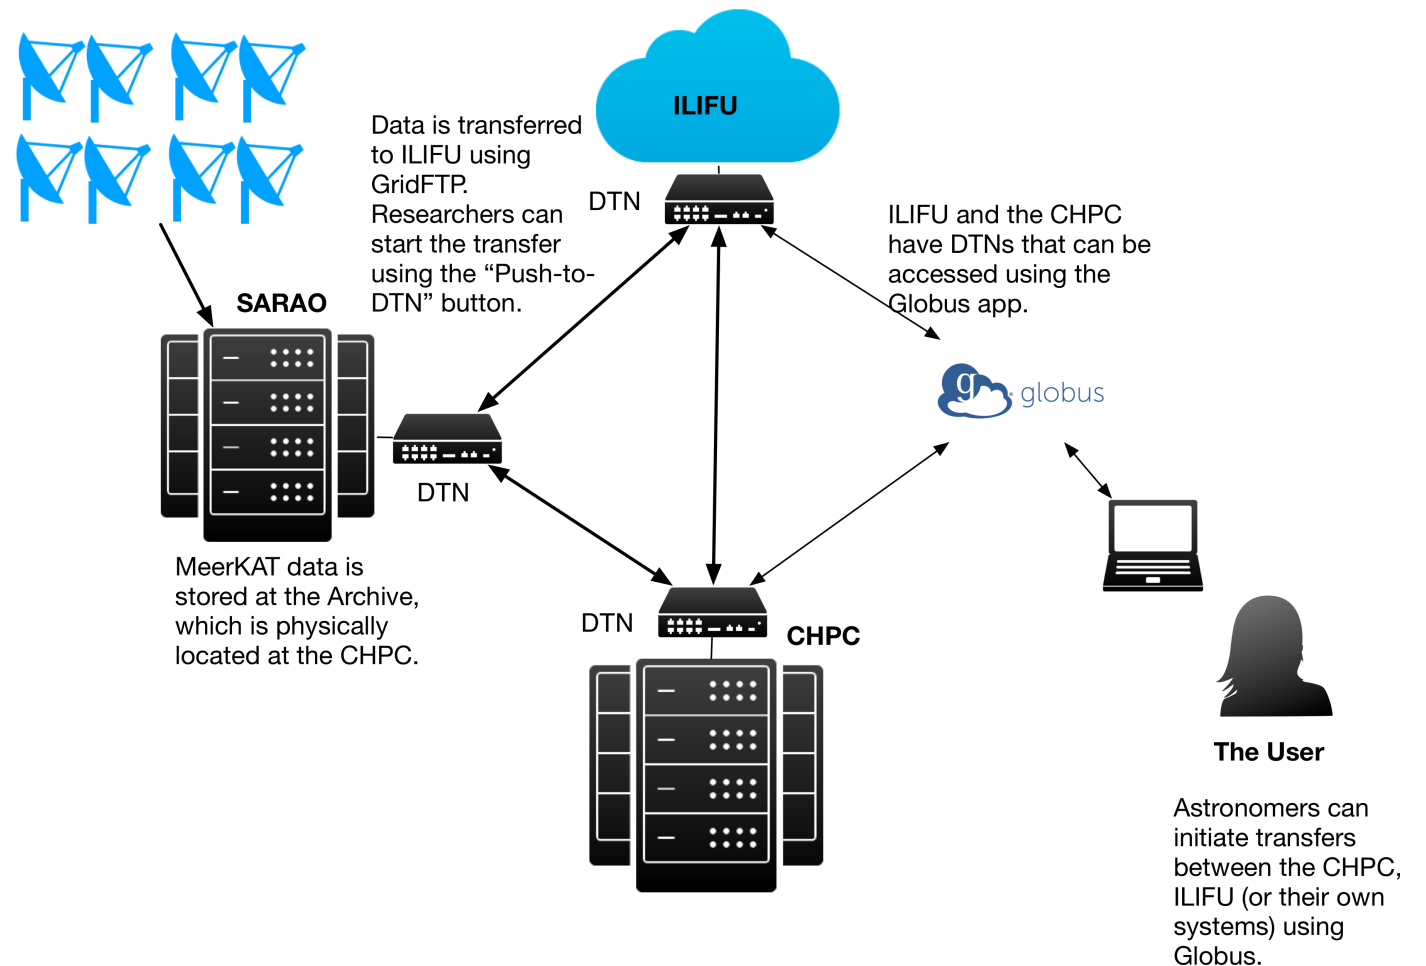 ILIFU
Data is transferred
to ILIFU using
GridFTP.
Researchers can
start the transfer
using the “Push-to-
DTN” button.
DTN
ILIFU and the CHPC
have DTNs that can be
accessed using the
Globus app.
SARAO
g globus
DTN
MeerKAT data is
stored at the Archive,
which is physically
located at the CHPC.
DTN
CHPC
The User
Astronomers can
initiate transfers
between the CHPC,
ILIFU (or their own
systems) using
Globus.